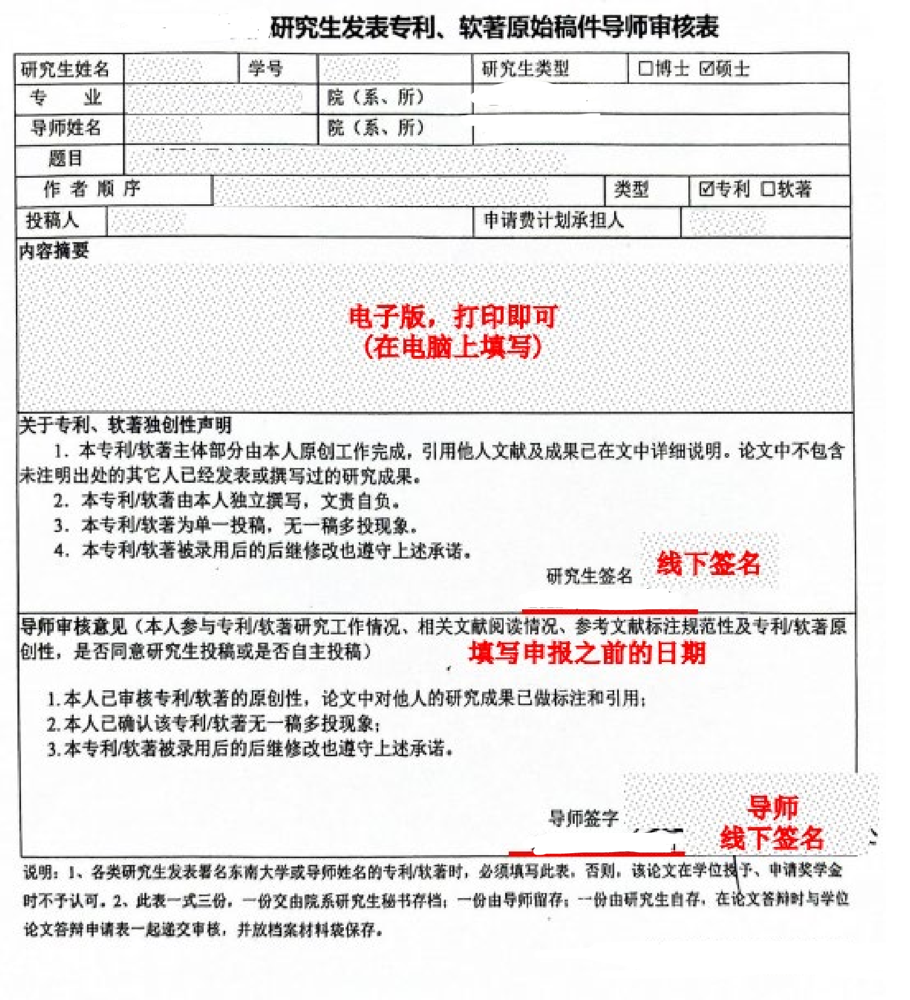 研究生发表专利、软著原始稿件导师审核表
研究生姓名 学号 研究生类型 □博士 ☑硕士
专 业 院（系、所）
导师姓名 院（系、所）
题目
作 者 顺 序 类型 ☑专利 □软著
投稿人 申请费计划承担人
内容摘要
电子版，打印即可
(在电脑上填写)
关于专利、软著独创性声明
1. 本专利/软著主体部分由本人原创工作完成，引用他人文献及成果已在文中详细说明。论文中不包含
未注明出处的其它人已经发表或撰写过的研究成果。
2. 本专利/软著由本人独立撰写，文责自负。
3. 本专利/软著为单一投稿，无一稿多投现象。
4. 本专利/软著被录用后的后继修改也遵守上述承诺。
研究生签名 线下签名
导师审核意见（本人参与专利/软著研究工作情况、相关文献阅读情况、参考文献标注规范性及专利/软著原
创性，是否同意研究生投稿或是否自主投稿） 填写申报之前的日期
1.本人已审核专利/软著的原创性，论文中对他人的研究成果已做标注和引用；
2.本人已确认该专利/软著无一稿多投现象；
3.本专利/软著被录用后的后继修改也遵守上述承诺。
导师签字 导师
线下签名
说明：1、各类研究生发表署名东南大学或导师姓名的专利/软著时，必须填写此表，否则，该论文在学位授予、申请奖学金
时不予认可。2、此表一式三份，一份交由院系研究生秘书存档；一份由导师留存；一份由研究生自存，在论文答辩时与学位
论文答辩申请表一起递交审核，并放档案材料袋保存。